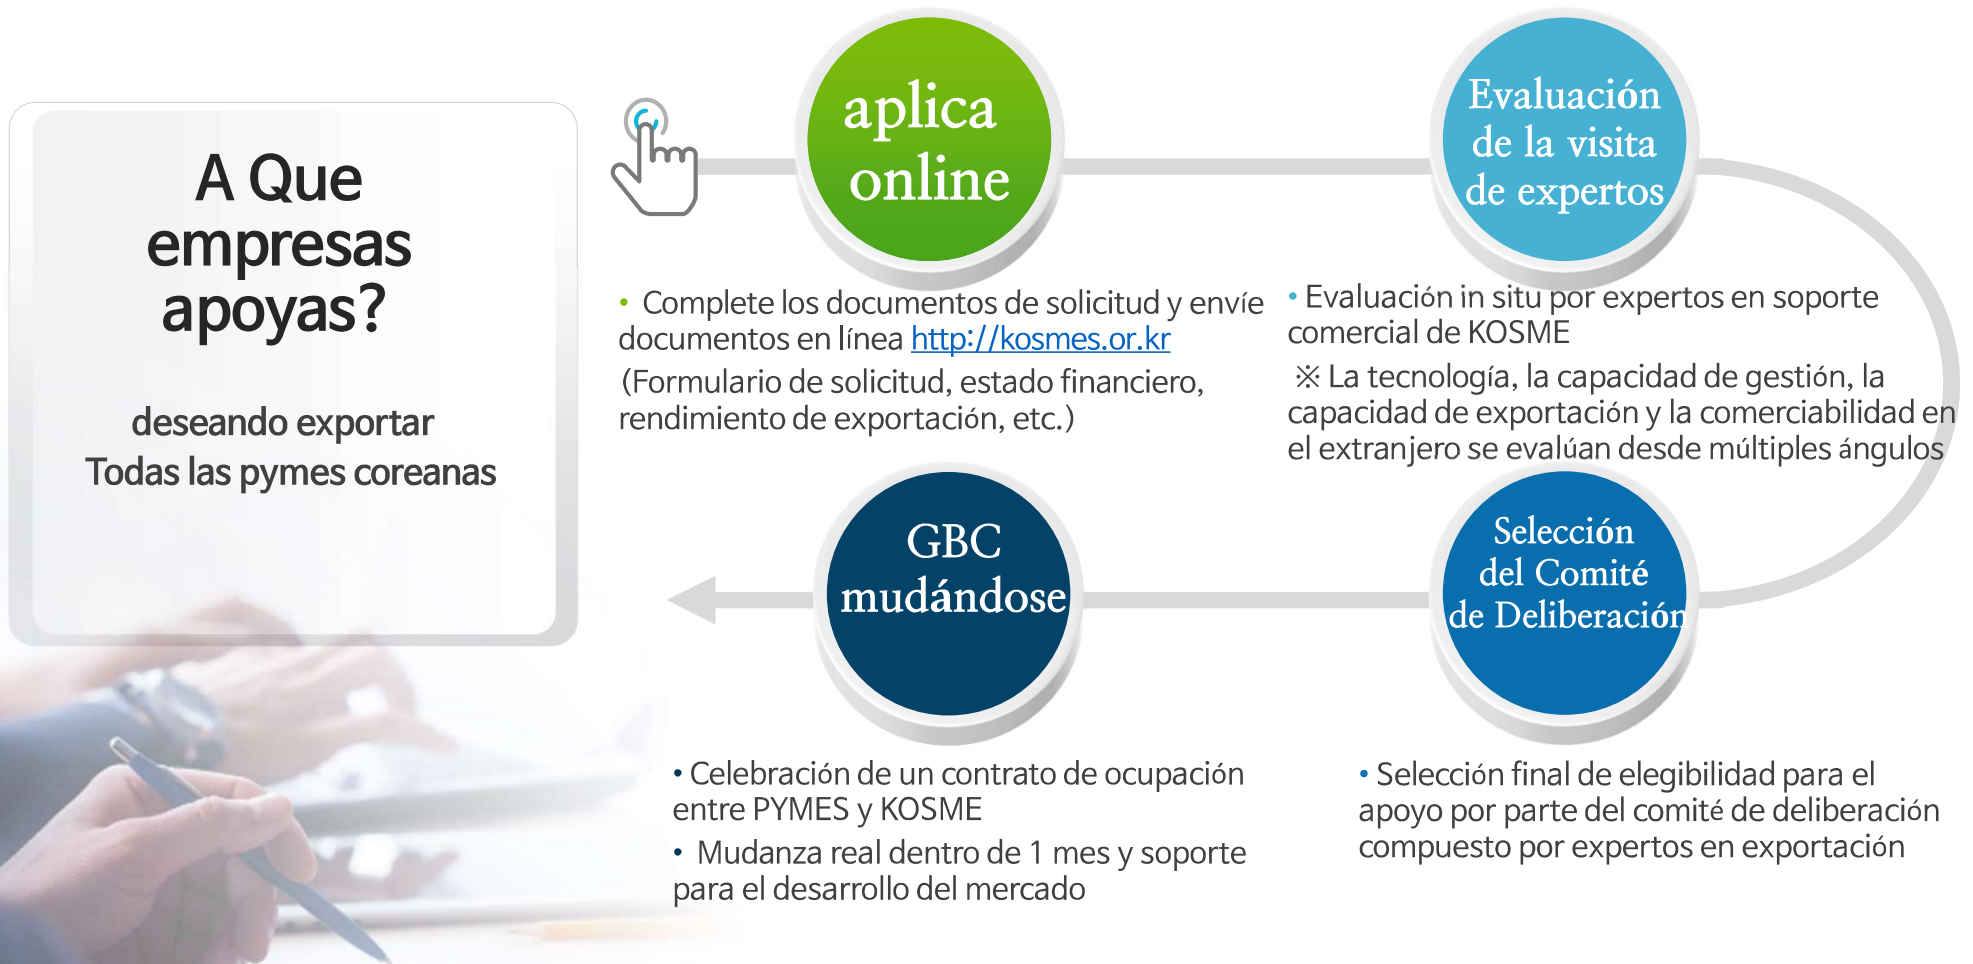 A Que
empresas
apoyas?
deseando exportar
Todas las pymes coreanas
aplica
online
• Complete los documentos de solicitud y envíe
documentos en línea http://kosmes.or.kr
(Formulario de solicitud, estado financiero,
rendimiento de exportación, etc.)
Evaluación
de la visita
de expertos
• Evaluación in situ por expertos en soporte
comercial de KOSME
※ La tecnología, la capacidad de gestión, la
capacidad de exportación y la comerciabilidad en
el extranjero se evalúan desde múltiples ángulos
Selección
del Comité
de Deliberación
• Selección final de elegibilidad para el
apoyo por parte del comité de deliberación
compuesto por expertos en exportación
GBC
mudándose
• Celebración de un contrato de ocupación
entre PYMES y KOSME
• Mudanza real dentro de 1 mes y soporte
para el desarrollo del mercado